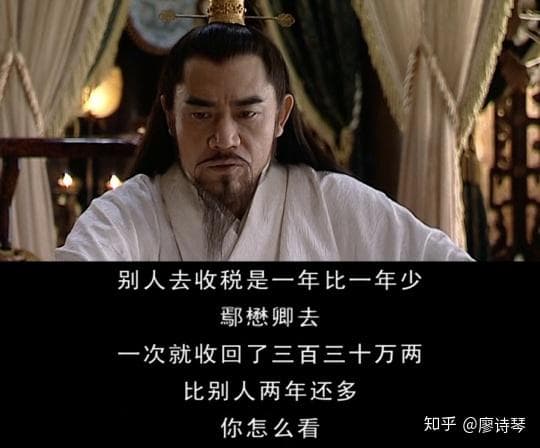 别人去收税是一年比一年少
鄢懋卿去
一次就收回了三百三十万两
比别人两年还多
你怎么看
知乎 @廖诗琴